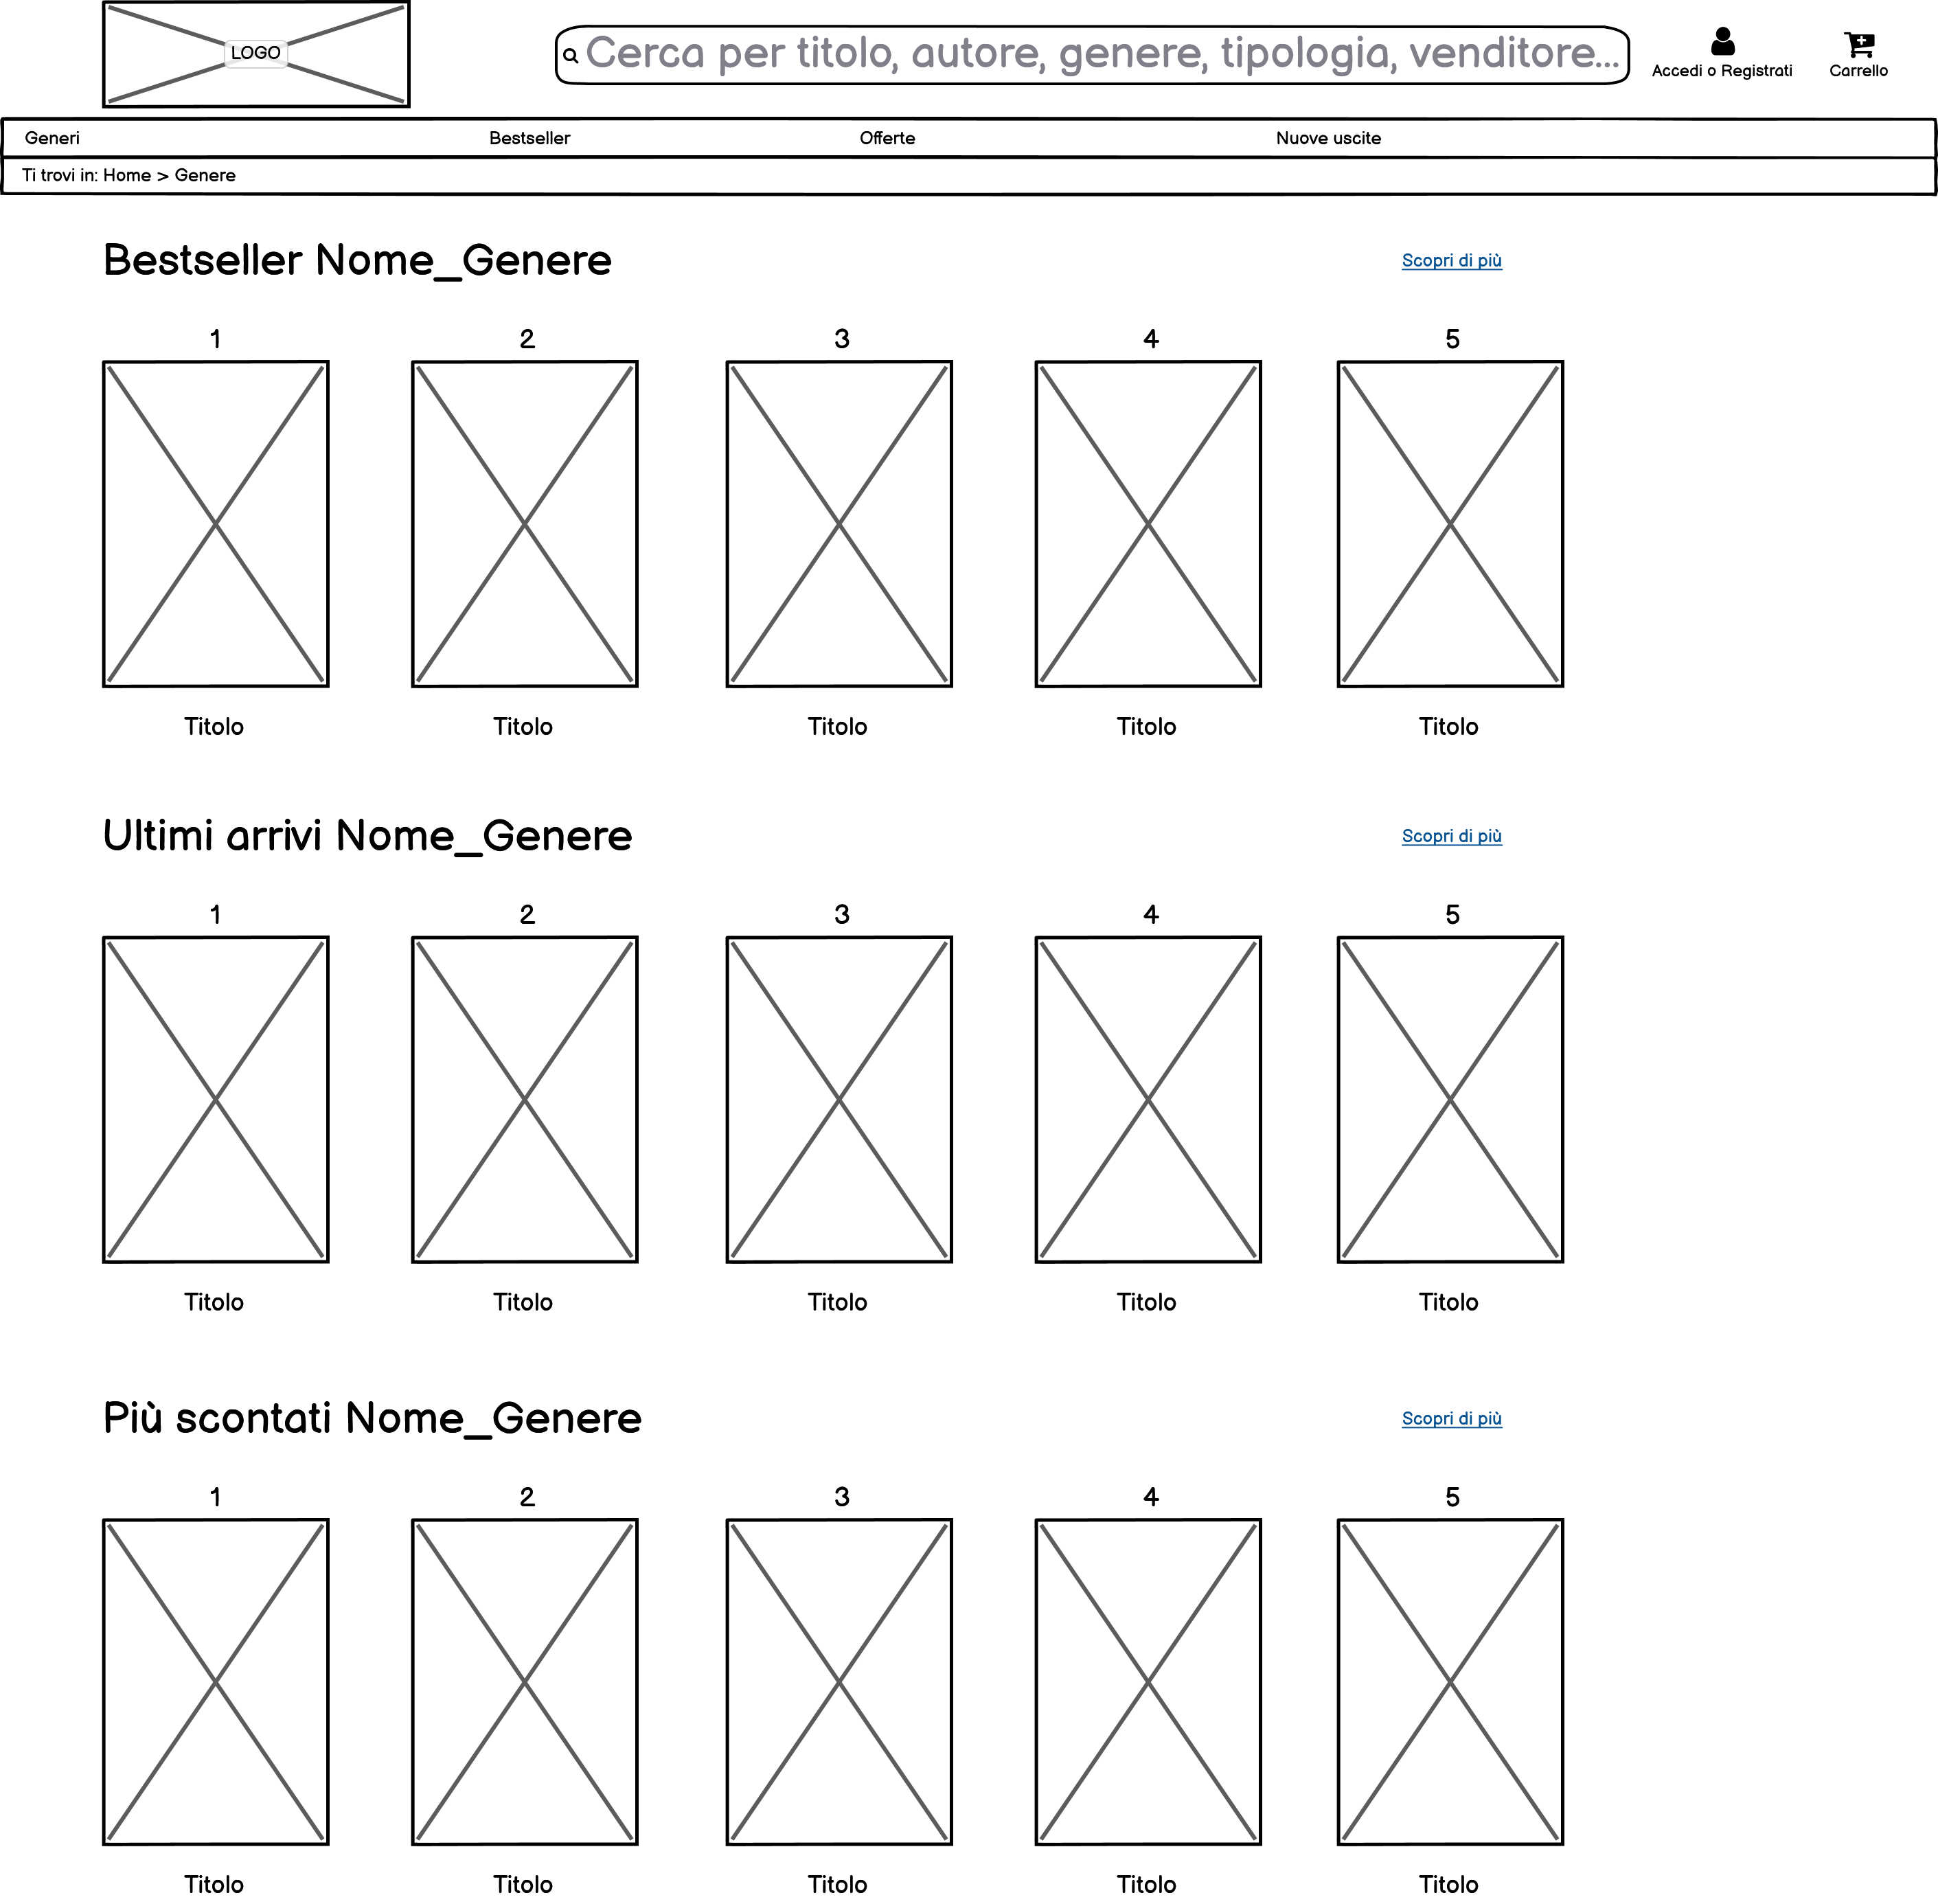 LOGO
Cerca per titolo, autore, genere, tipologia, venditore...
Accedi o Registrati
Carrello
Generi
Bestseller
Offerte
Nuove uscite
Ti trovi in: Home > Genere
Bestseller Nome_Genere
Scopri di più
1
2
3
4
5
Titolo
Titolo
Titolo
Titolo
Titolo
Ultimi arrivi Nome_Genere
Scopri di più
1
2
3
4
5
Titolo
Titolo
Titolo
Titolo
Titolo
Più scontati Nome_Genere
Scopri di più
1
2
3
4
5
Titolo
Titolo
Titolo
Titolo
Titolo